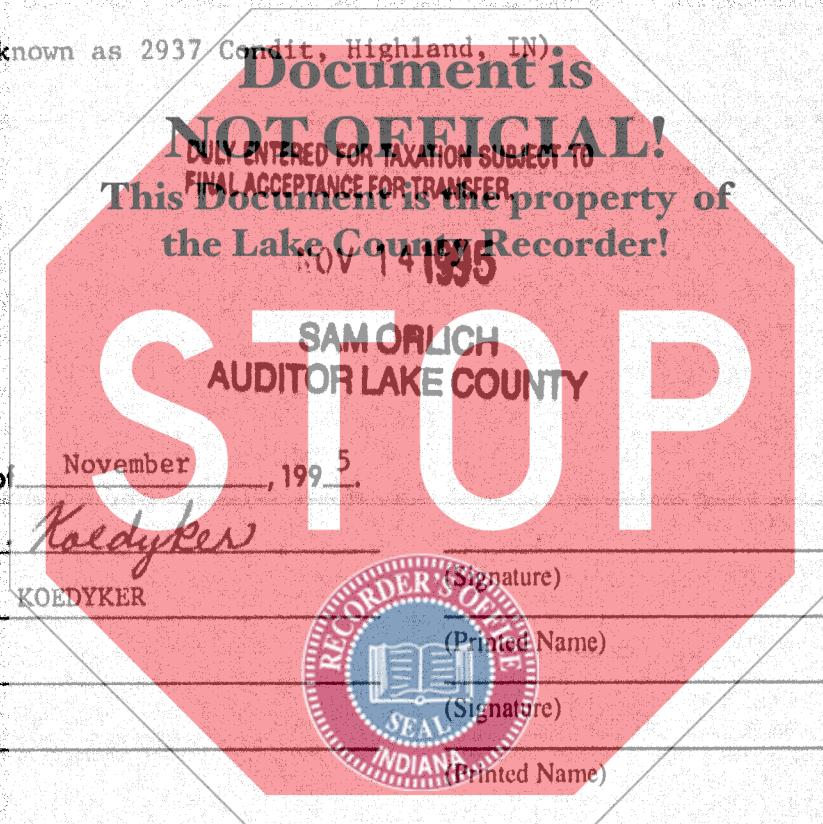 known as 2937 Condit, Highland, IN).
Document is
NOT OFFICIAL!
DULY ENTERED FOR TAXATION SUBJECT TO
FINAL ACCEPTANCE FOR TRANSFER.
This Document is the property of
the Lake County Recorder!
NOV 14 1995
STOP
SAM ORLICH
AUDITOR LAKE COUNTY
of November, 1995.
Koedyker
(Signature)
KOEDYKER
(Printed Name)
(Signature)
(Printed Name)
RECORDER'S OFFICE
SEAL
INDIANA